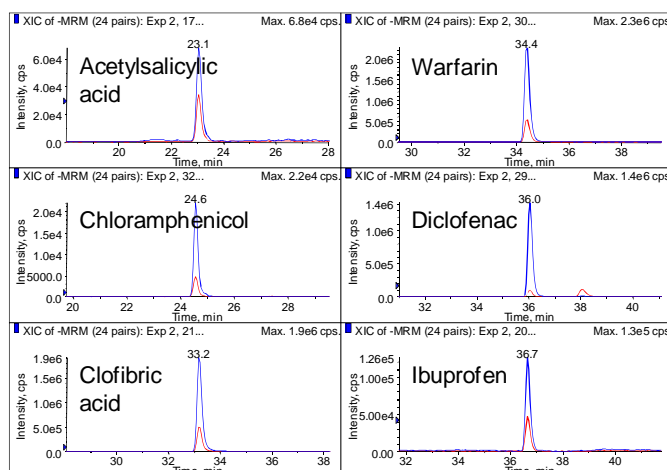 XIC of -MRM (24 pairs): Exp 2, 17... Max. 6.8e4 cps.
23.1
Acetylsalicylic
acid
Intensity, cps
6.0e4
4.0e4
2.0e4
0.0
20 22 24 26 28
Time, min
XIC of -MRM (24 pairs): Exp 2, 30... Max. 2.3e6 cps.
34.4
Warfarin
Intensity, cps
2.0e6
1.5e6
1.0e6
5.0e5
0.0
30 32 34 36 38
Time, min
XIC of -MRM (24 pairs): Exp 2, 32... Max. 2.2e4 cps.
24.6
Chloramphenicol
Intensity, cps
2.0e4
1.5e4
1.0e4
5000.0
0.0
20 22 24 26 28
Time, min
XIC of -MRM (24 pairs): Exp 2, 29... Max. 1.4e6 cps.
36.0
Diclofenac
Intensity, cps
1.4e6
1.0e6
5.0e5
0.0
32 34 36 38 40
Time, min
XIC of -MRM (24 pairs): Exp 2, 21... Max. 1.9e6 cps.
33.2
Clofibric
acid
Intensity, cps
1.9e6
1.5e6
1.0e6
5.0e5
0.0
30 32 34 36 38
Time, min
XIC of -MRM (24 pairs): Exp 2, 20... Max. 1.3e5 cps.
36.7
Ibuprofen
Intensity, cps
1.26e5
1.00e5
5.00e4
0.00
32 34 36 38 40
Time, min